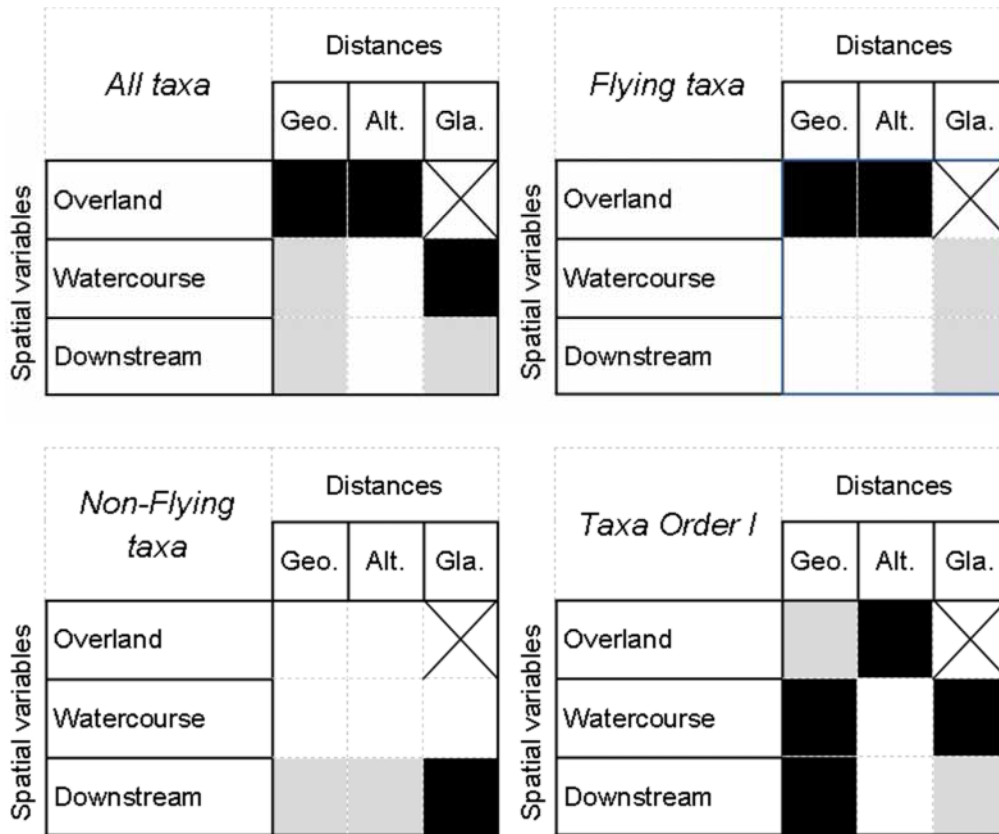 All taxa
Distances
Geo. Alt. Gla.
Spatial variables
Overland
Watercourse
Downstream
Flying taxa
Distances
Geo. Alt. Gla.
Spatial variables
Overland
Watercourse
Downstream
Non-Flying
taxa
Distances
Geo. Alt. Gla.
Spatial variables
Overland
Watercourse
Downstream
Taxa Order I
Distances
Geo. Alt. Gla.
Spatial variables
Overland
Watercourse
Downstream